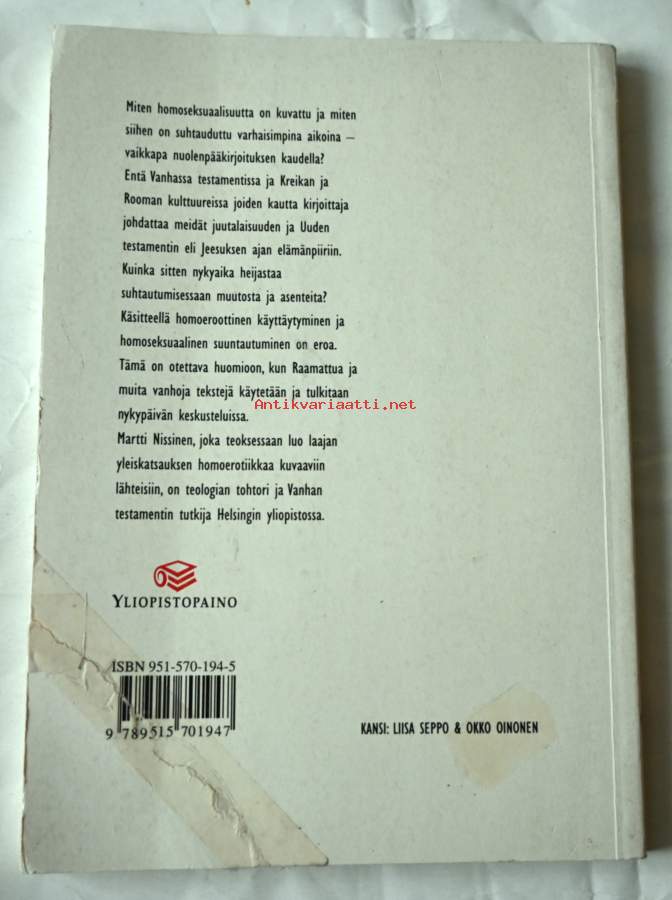 Miten homoseksuaalisuutta on kuvattu ja miten
siihen on suhtauduttu varhaisimpina aikoina –
vaikkapa nuolenpääkirjoituksen kaudella?
Entä Vanhassa testamentissa ja Kreikan ja
Rooman kulttuureissa joiden kautta kirjoittaja
johdattaa meidät juutalaisuuden ja Uuden
testamentin eli Jeesuksen ajan elämänpiiriin.
Kuinka sitten nykyaika heijastaa
suhtautumisessaan muutosta ja asenteita?
Käsitteellä homoeroottinen käyttäytyminen ja
homoseksuaalinen suuntautuminen on eroa.
Tämä on otettava huomioon, kun Raamattua ja
muita vanhoja tekstejä käytetään ja tulkitaan
Antikvariaatti.net
nykypäivän keskusteluissa.
Martti Nissinen, joka teoksessaan luo laajan
yleiskatsauksen homoerotiikkaa kuvaaviin
lähteisiin, on teologian tohtori ja Vanhan
testamentin tutkija Helsingin yliopistossa.
YLIOPISTOPAINO
ISBN 951-570-194-5
9 789515 701947
KANSI: LIISA SEPPO & OKKO OINONEN